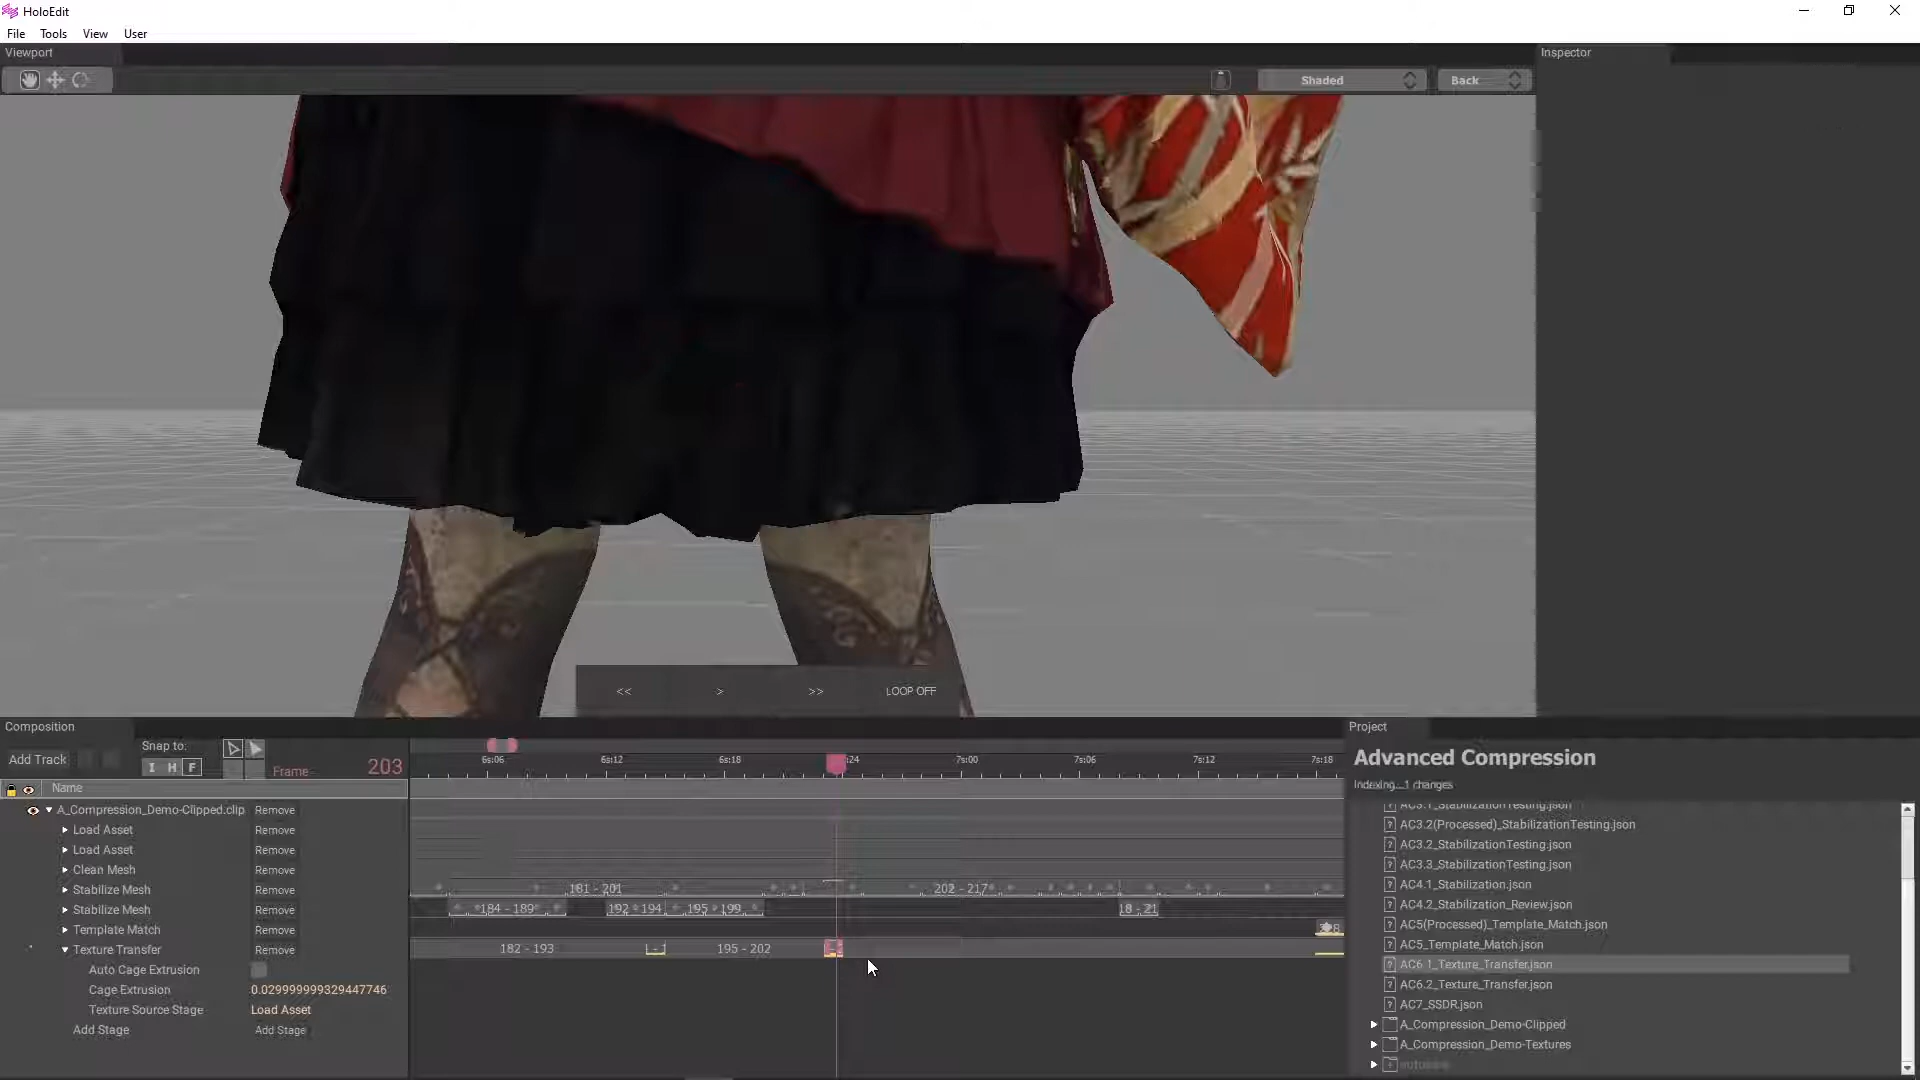 HoloEdit
File Tools View User
Viewport
Inspector
Shaded
Back
<< > >> LOOP OFF
Composition
Add Track
Snap to:
I H F
Frame 203
6s:06 6s:12 6s:18 :24 7s:00 7s:06 7s:12 7s:18
Name
A_Compression_Demo-Clipped.clip Remove
Load Asset Remove
Load Asset Remove
Clean Mesh Remove
Stabilize Mesh Remove
181 - 201 202 - 217
Stabilize Mesh Remove
184 - 189 192 - 194 195 - 199 18 - 21
Template Match Remove
Texture Transfer Remove
182 - 193 195 - 202
Auto Cage Extrusion
Cage Extrusion 0.029999999329447746
Texture Source Stage Load Asset
Add Stage Add Stage
Project
Advanced Compression
Indexing...1 changes
AC3.1_StabilizationTesting.json
AC3.2(Processed)_StabilizationTesting.json
AC3.2_StabilizationTesting.json
AC3.3_StabilizationTesting.json
AC4.1_Stabilization.json
AC4.2_Stabilization_Review.json
AC5(Processed)_Template_Match.json
AC5_Template_Match.json
AC6.1_Texture_Transfer.json
AC6.2_Texture_Transfer.json
AC7_SSDR.json
A_Compression_Demo-Clipped
A_Compression_Demo-Textures